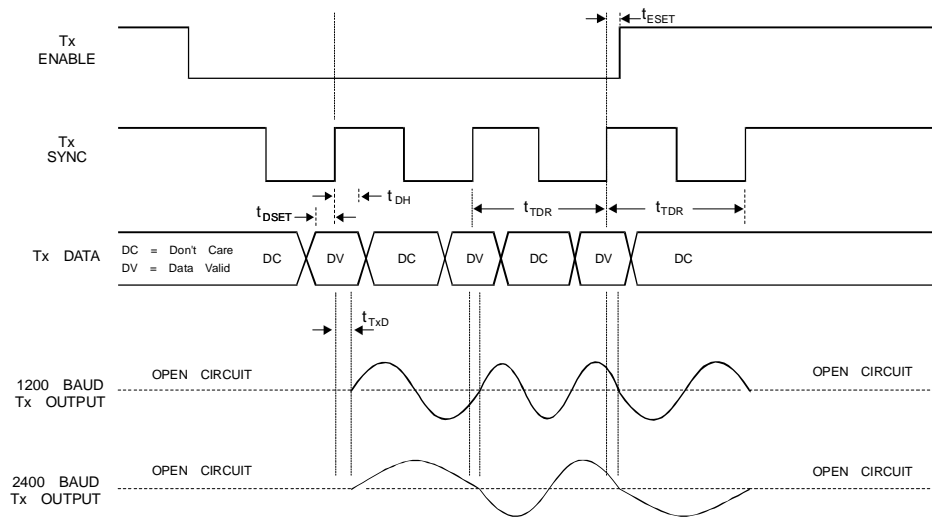 tESET
Tx
ENABLE
Tx
SYNC
tDH
tDSET
tTDR
tTDR
Tx DATA
DC = Don't Care
DV = Data Valid
DC
DV
DC
DV
DC
DV
DC
tTxD
1200 BAUD
Tx OUTPUT
OPEN CIRCUIT
OPEN CIRCUIT
2400 BAUD
Tx OUTPUT
OPEN CIRCUIT
OPEN CIRCUIT